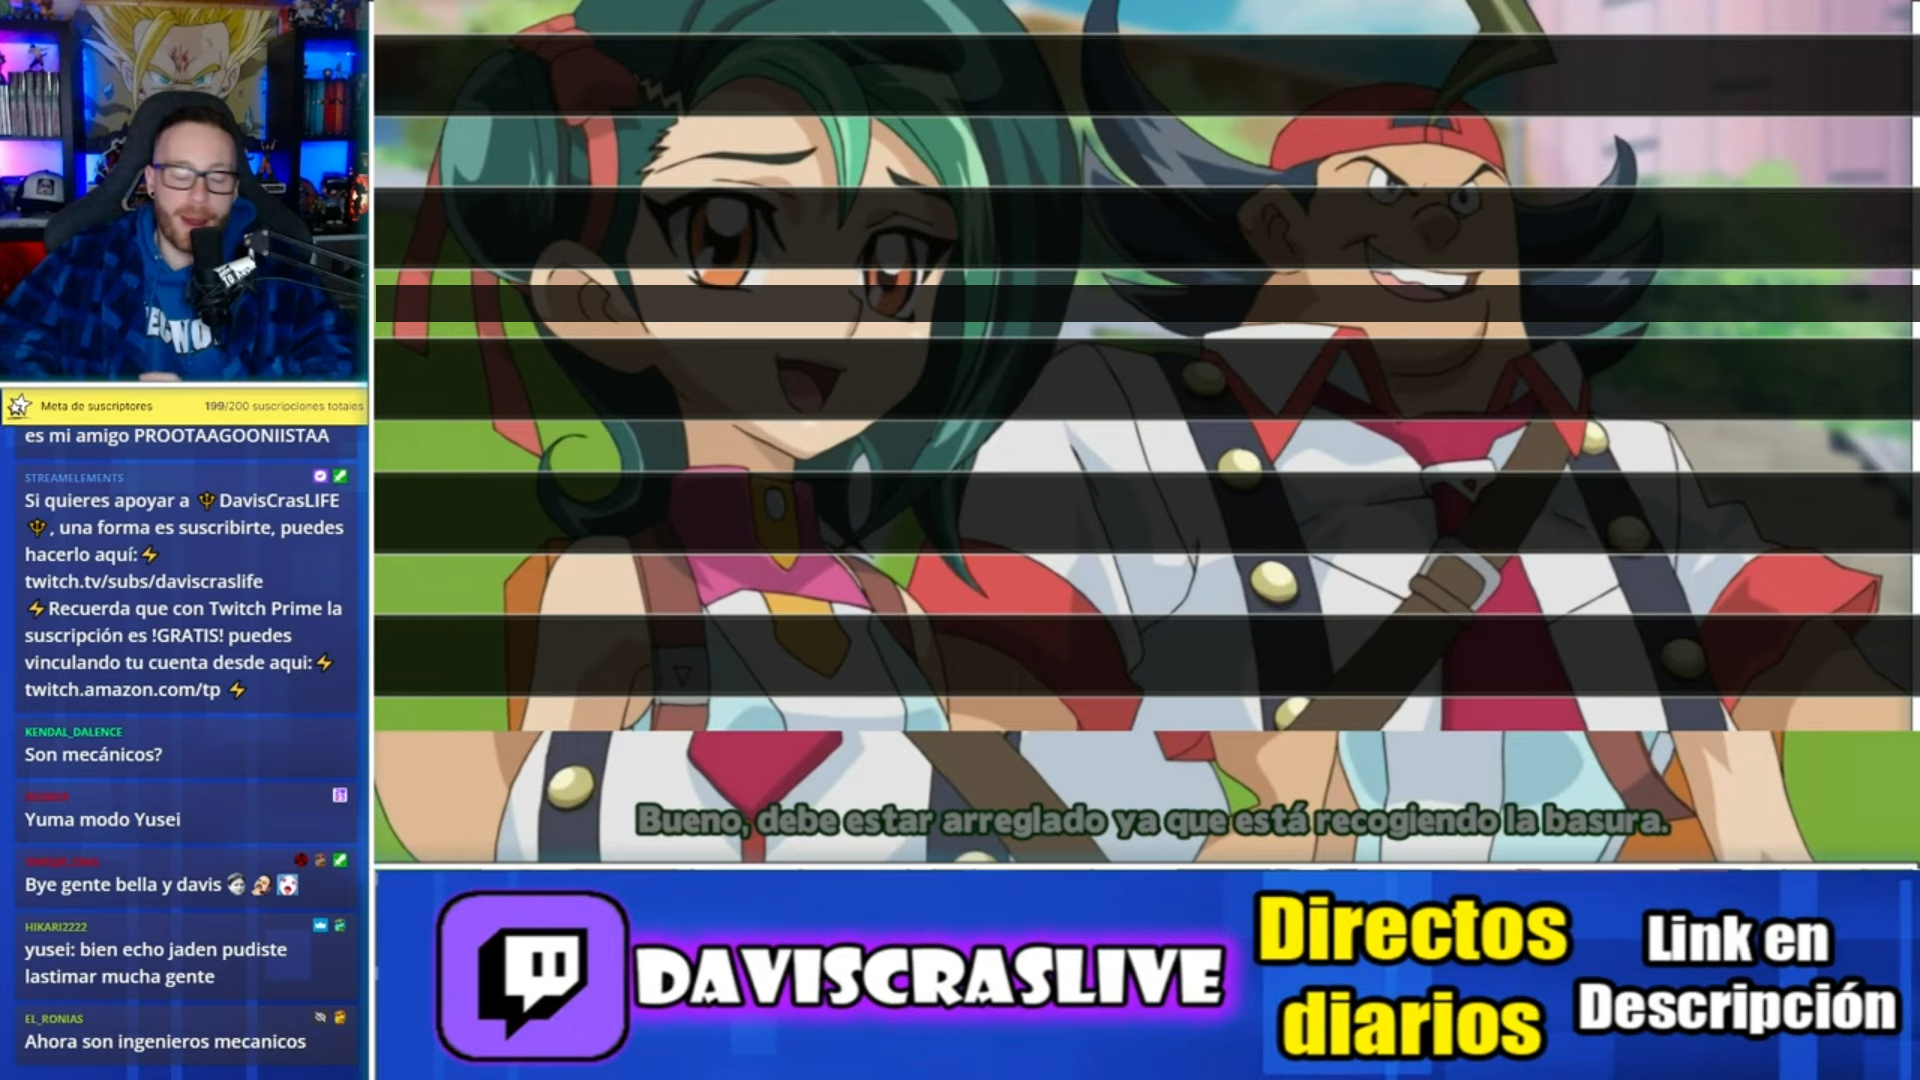 Meta de suscriptores 199/200 suscripciones totales
es mi amigo PROOTAAGOONIISTAA
STREAMELEMENTS
Si quieres apoyar a DavisCrasLIFE
, una forma es suscribirte, puedes
hacerlo aquí:
twitch.tv/subs/daviscraslife
Recuerda que con Twitch Prime la
suscripción es !GRATIS! puedes
vinculando tu cuenta desde aqui:
twitch.amazon.com/tp
KENDAL_DALENCE
Son mecánicos?
Yuma modo Yusei
Bye gente bella y davis
HIKARI2222
yusei: bien echo jaden pudiste
lastimar mucha gente
EL_RONIAS
Ahora son ingenieros mecanicos
Bueno, debe estar arreglado ya que está recogiendo la basura.
DAVISCRASLIVE
Directos
diarios
Link en
Descripción